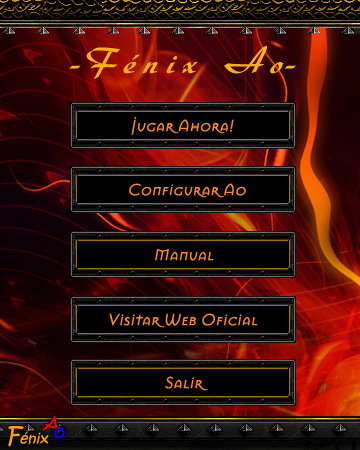 -Fénix Ao-
Jugar Ahora!
Configurar Ao
Manual
Visitar Web Oficial
Salir
Fénix AO